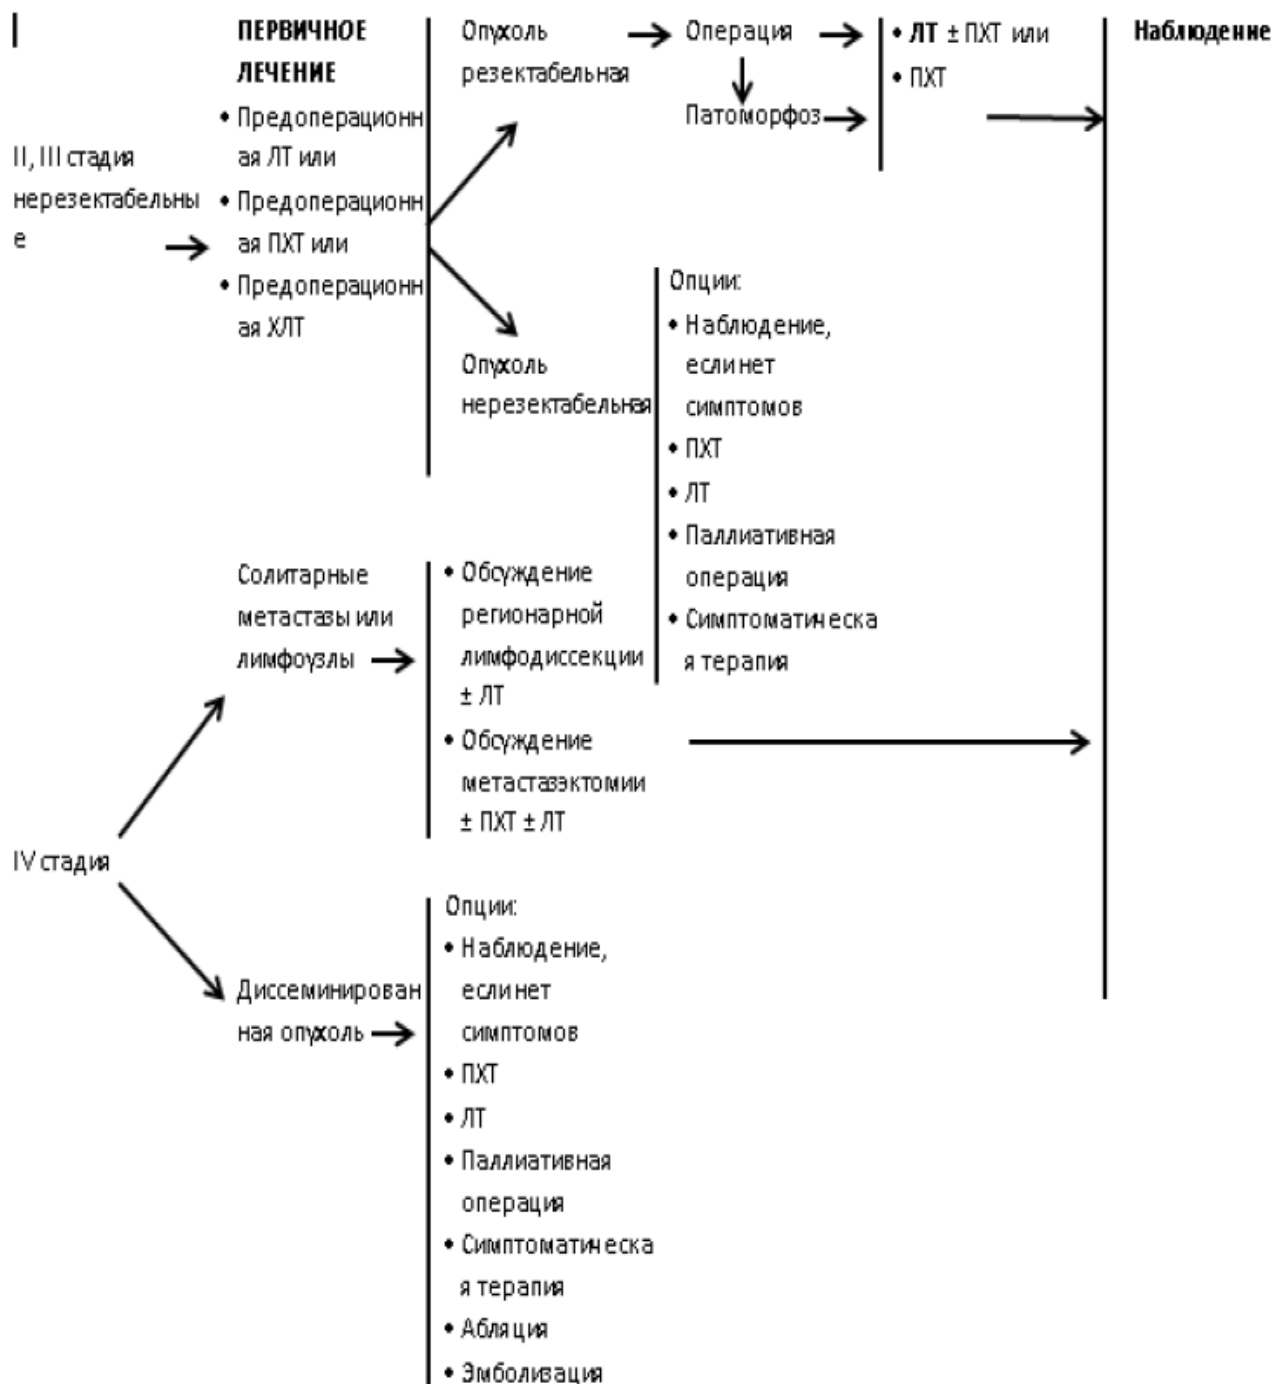 ПЕРВИЧНОЕ
ЛЕЧЕНИЕ
• Предоперационн
ая ЛТ или
• Предоперационн
ая ПХТ или
• Предоперационн
ая ХЛТ
II, III стадия
нерезектабельны
е
Опухоль
резектабельная
Операция
Патоморфоз
• ЛТ ± ПХТ или
• ПХТ
Наблюдение
Опухоль
нерезектабельная
Опции:
• Наблюдение,
если нет
симптомов
• ПХТ
• ЛТ
• Паллиативная
операция
• Симптоматическа
я терапия
IV стадия
Солитарные
метастазы или
лимфоузлы
• Обсуждение
регионарной
лимфодиссекции
± ЛТ
• Обсуждение
метастазэктомии
± ПХТ ± ЛТ
Диссеминирован
ная опухоль
Опции:
• Наблюдение,
если нет
симптомов
• ПХТ
• ЛТ
• Паллиативная
операция
• Симптоматическа
я терапия
• Абляция
• Эмболизация